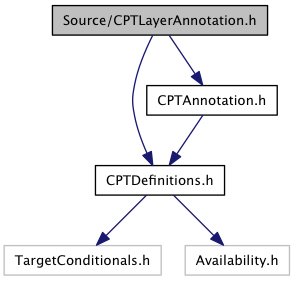 Source/CPTLayerAnnotation.h
CPTAnnotation.h
CPTDefinitions.h
TargetConditionals.h
Availability.h